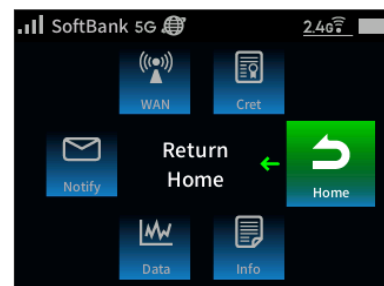 SoftBank 5G 2.4G
WAN Cret
Notify
Return
Home
Home
Data Info